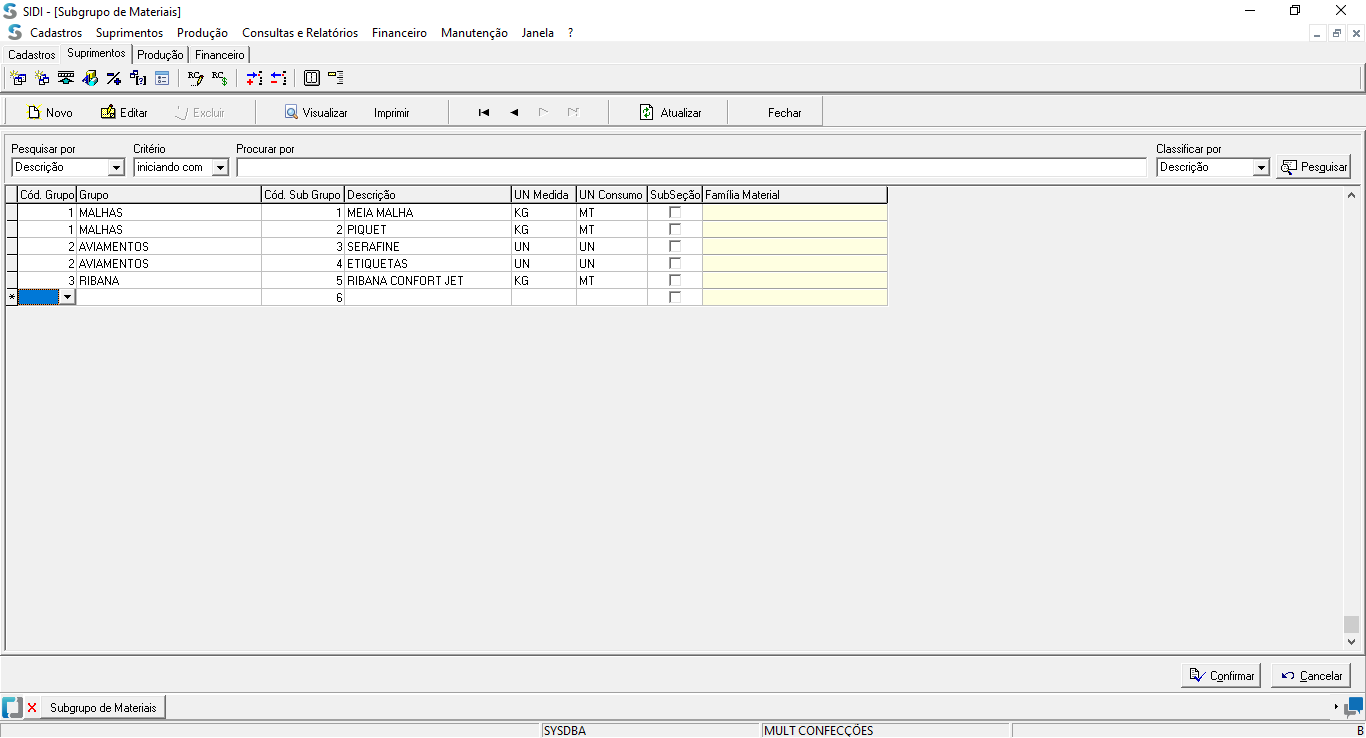 SIDI - [Subgrupo de Materiais]
Cadastros Suprimentos Produção Consultas e Relatórios Financeiro Manutenção Janela ?
Cadastros Suprimentos Produção Financeiro
Novo Editar Excluir Visualizar Imprimir Atualizar Fechar
Pesquisar por Critério Procurar por Classificar por
Descrição iniciando com Descrição Pesquisar
Cód. Grupo Grupo Cód. Sub Grupo Descrição UN Medida UN Consumo SubSeção Família Material
1 MALHAS 1 MEIA MALHA KG MT
1 MALHAS 2 PIQUET KG MT
2 AVIAMENTOS 3 SERAFINE UN UN
2 AVIAMENTOS 4 ETIQUETAS UN UN
3 RIBANA 5 RIBANA CONFORT JET KG MT
* 6
Confirmar Cancelar
Subgrupo de Materiais
SYSDBA MULT CONFECÇÕES B